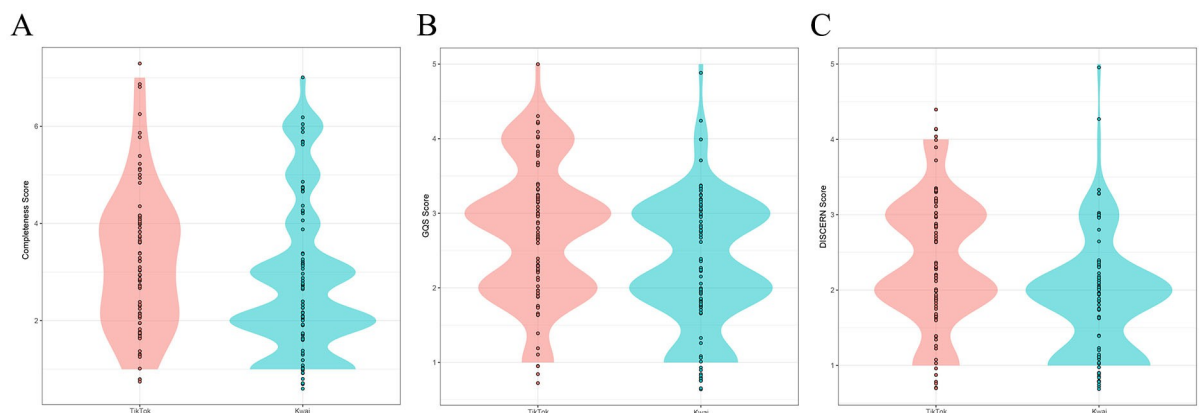 A
B
C
Completeness Score
6
4
2
TikTok
Kwai
GQS Score
5
4
3
2
1
TikTok
Kwai
DISCERN Score
5
4
3
2
1
TikTok
Kwai